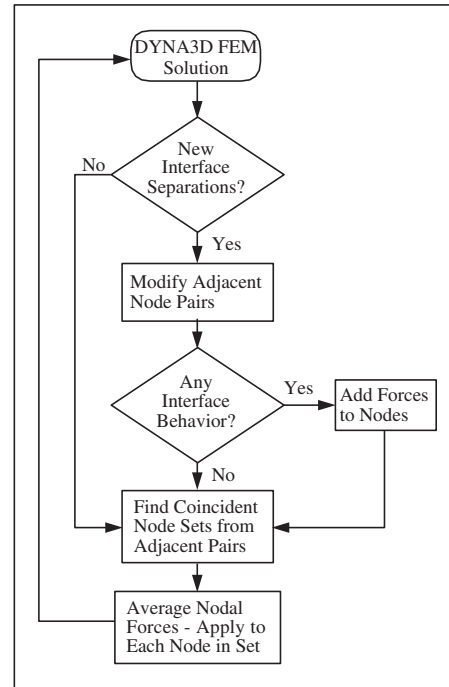 DYNA3D FEM
Solution
New
Interface
Separations?
No
Yes
Modify Adjacent
Node Pairs
Any
Interface
Behavior?
Yes
Add Forces
to Nodes
No
Find Coincident
Node Sets from
Adjacent Pairs
Average Nodal
Forces - Apply to
Each Node in Set